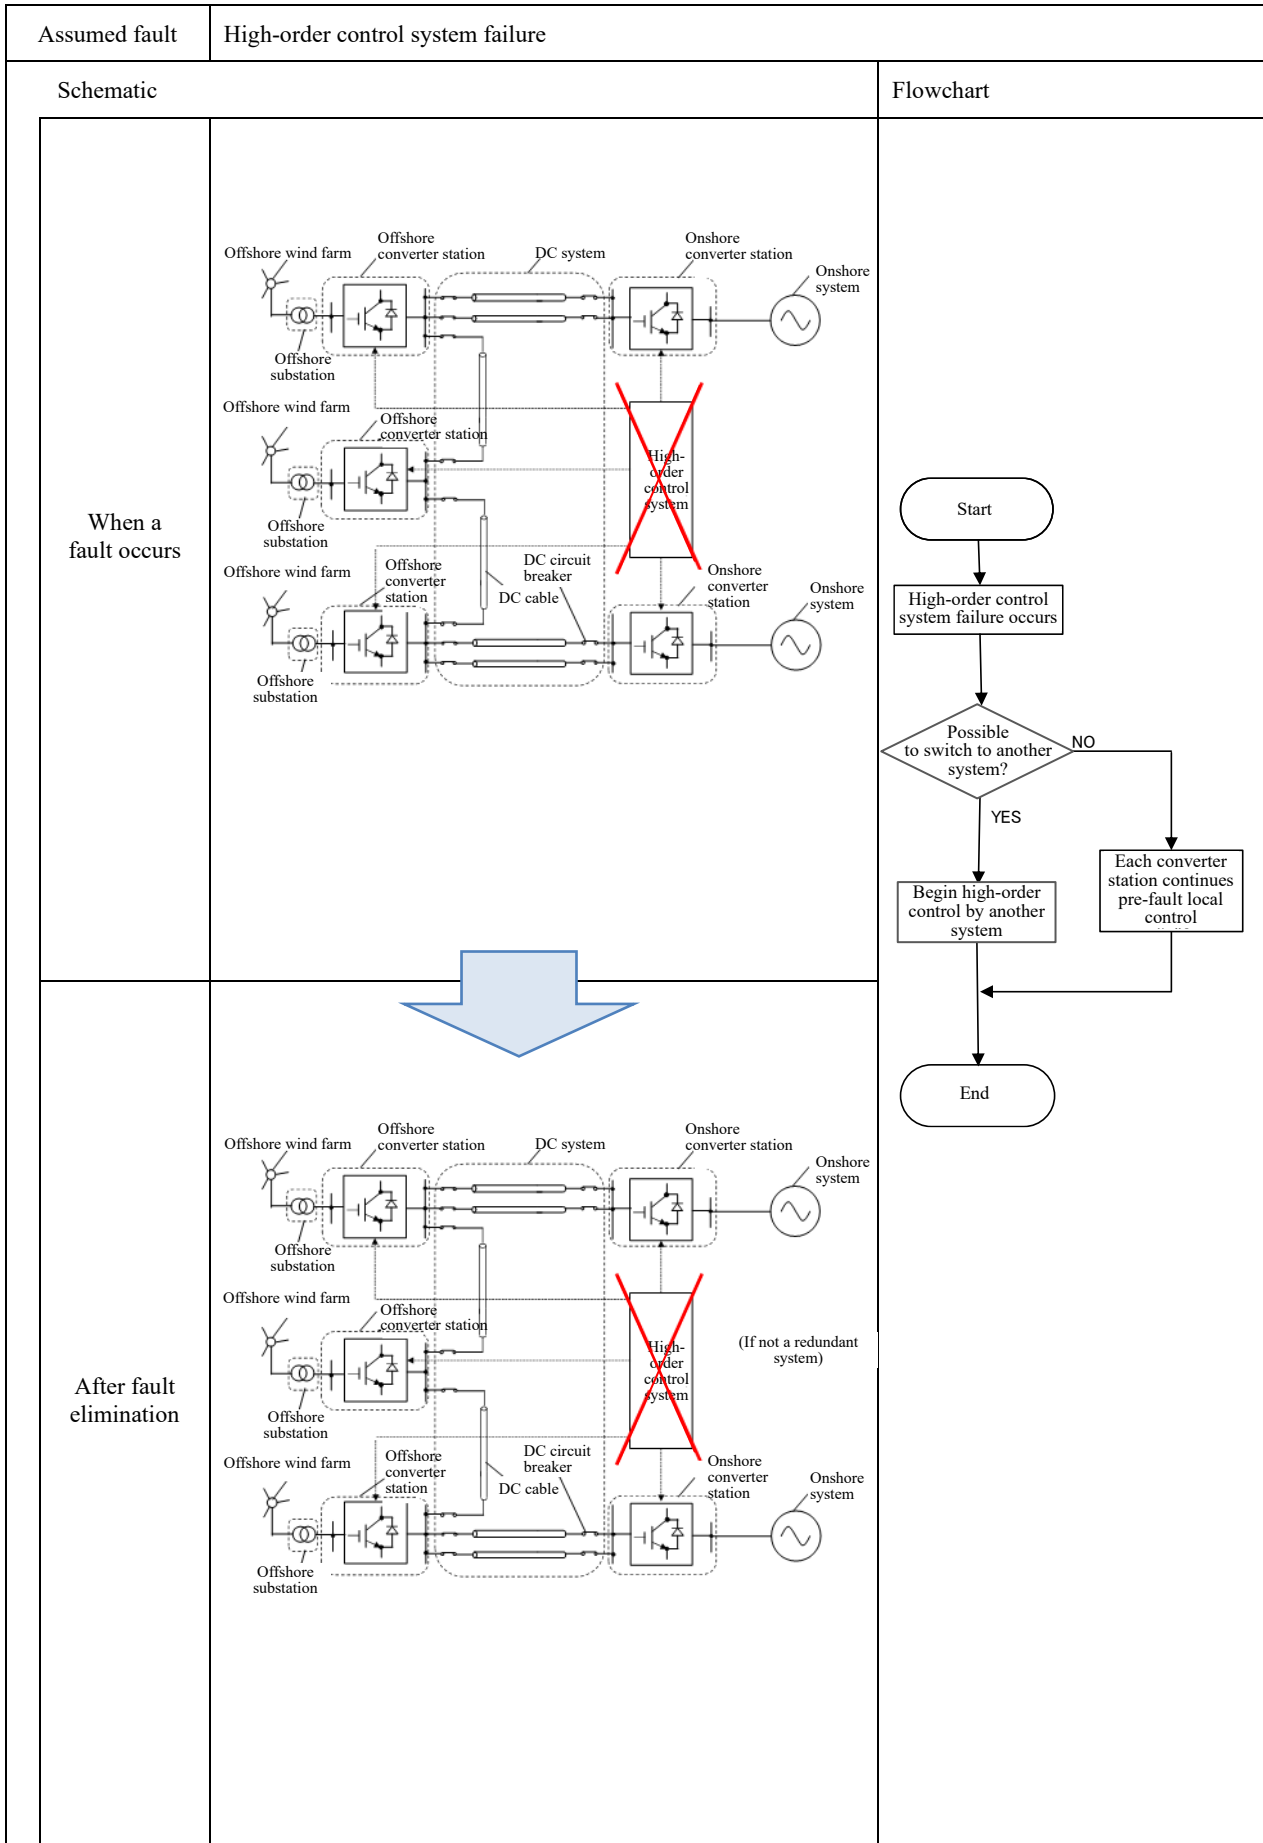 Assumed fault
High-order control system failure
Schematic
Flowchart
When a
fault occurs
Offshore wind farm
Offshore
converter station
DC system
Onshore
converter station
Onshore
system
Offshore
substation
Offshore wind farm
Offshore
converter station
High-
order
control
system
Offshore
substation
Offshore wind farm
Offshore
converter
station
DC circuit
breaker
DC cable
Onshore
converter
station
Onshore
system
Offshore
substation
Start
High-order control
system failure occurs
Possible
to switch to another
system?
NO
YES
Begin high-order
control by another
system
Each converter
station continues
pre-fault local
control
End
After fault
elimination
Offshore wind farm
Offshore
converter station
DC system
Onshore
converter station
Onshore
system
Offshore
substation
Offshore wind farm
Offshore
converter station
High-
order
control
system
(If not a redundant
system)
Offshore
substation
Offshore wind farm
Offshore
converter
station
DC circuit
breaker
DC cable
Onshore
converter
station
Onshore
system
Offshore
substation